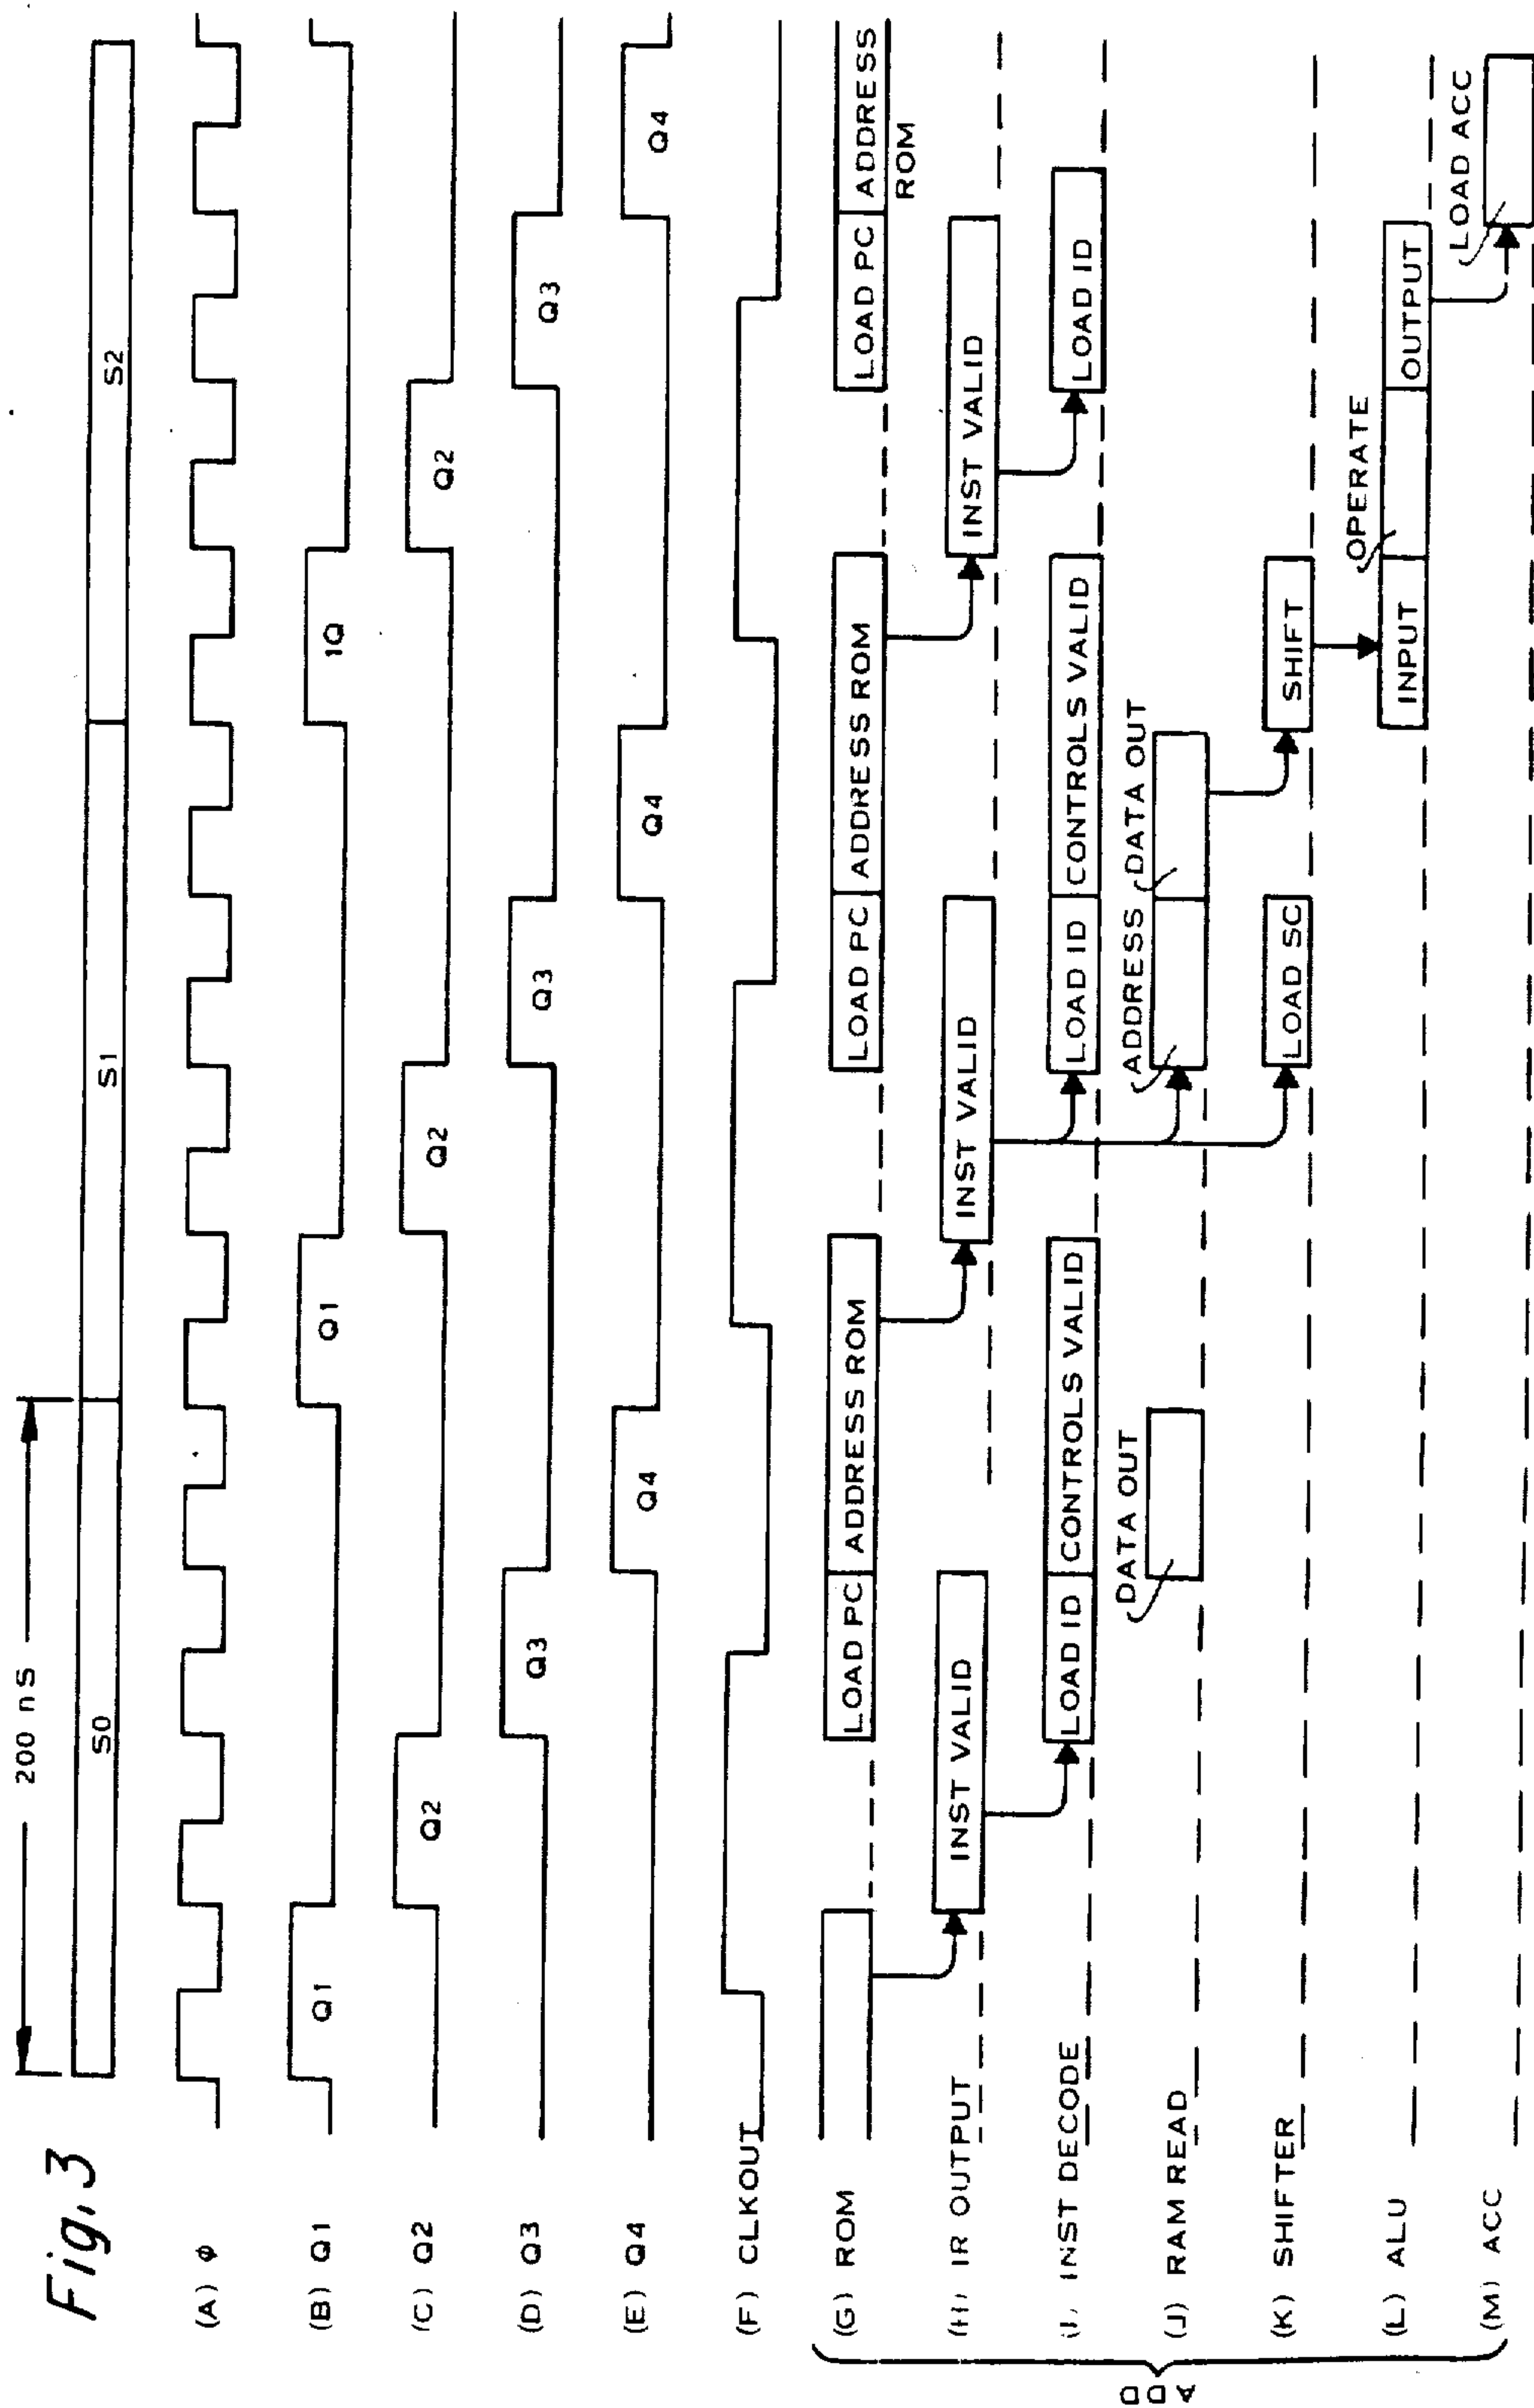 Fig. 3
200 nS
S0 S1 S2
(A) φ
(B) Q1 Q1 Q1 1Q
(C) Q2 Q2 Q2 Q2
(D) Q3 Q3 Q3 Q3
(E) Q4 Q4 Q4 Q4
(F) CLKOUT
(G) ROM LOAD PC ADDRESS ROM LOAD PC ADDRESS ROM LOAD PC ADDRESS
ROM
(H) IR OUTPUT INST VALID INST VALID INST VALID
(I) INST DECODE LOAD ID CONTROLS VALID LOAD ID CONTROLS VALID LOAD ID
DATA OUT ADDRESS DATA OUT
(J) RAM READ
(K) SHIFTER LOAD SC SHIFT
OPERATE
(L) ALU INPUT OUTPUT
LOAD ACC
(M) ACC
ADD